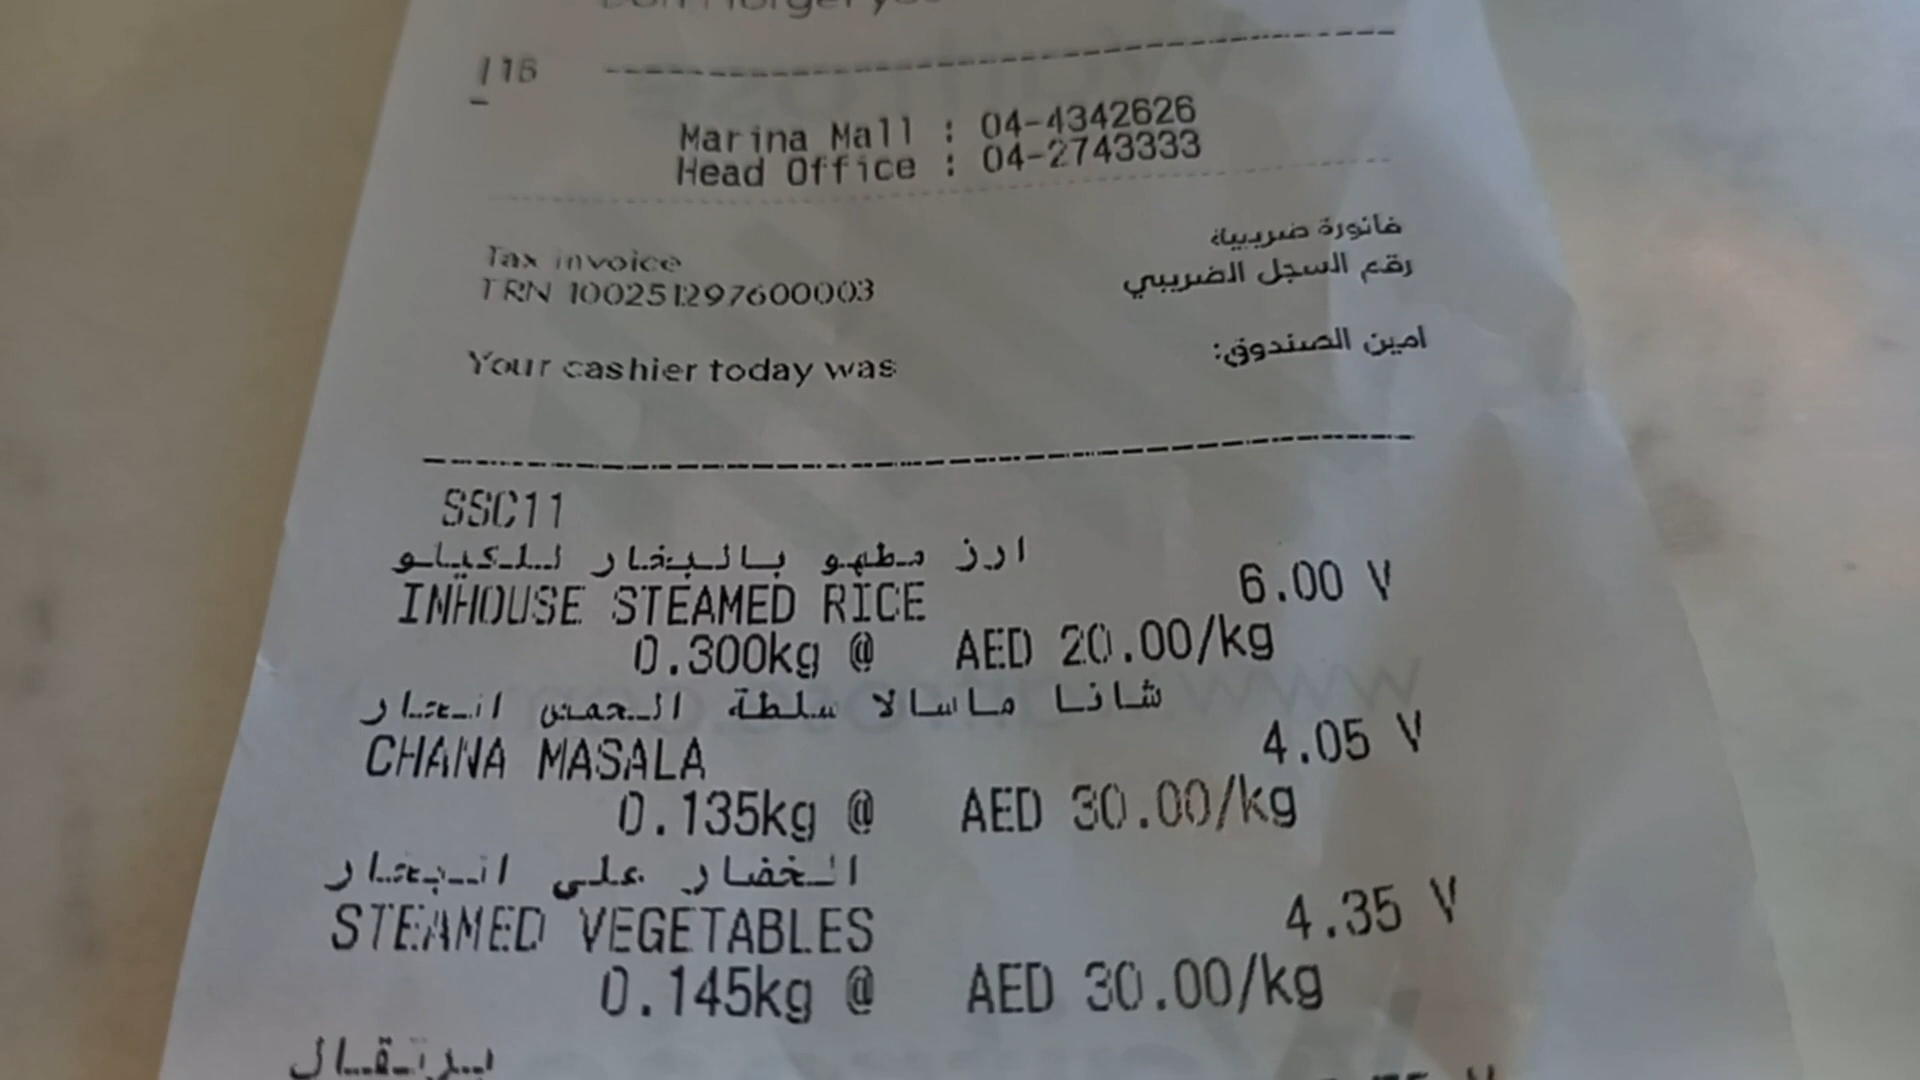 118
Marina Mall : 04-4342626
Head Office : 04-2743333
Tax invoice فاتورة ضريبية
TRN 100251297600003 رقم السجل الضريبي
Your cashier today was امين الصندوق:
SSC11
ارز مطهو بالبخار للكيلو
INHOUSE STEAMED RICE 6.00 V
0.300kg @ AED 20.00/kg
شانا ماسالا سلطة الحمص
CHANA MASALA 4.05 V
0.135kg @ AED 30.00/kg
الخضار على البخار
STEAMED VEGETABLES 4.35 V
0.145kg @ AED 30.00/kg
برتقال